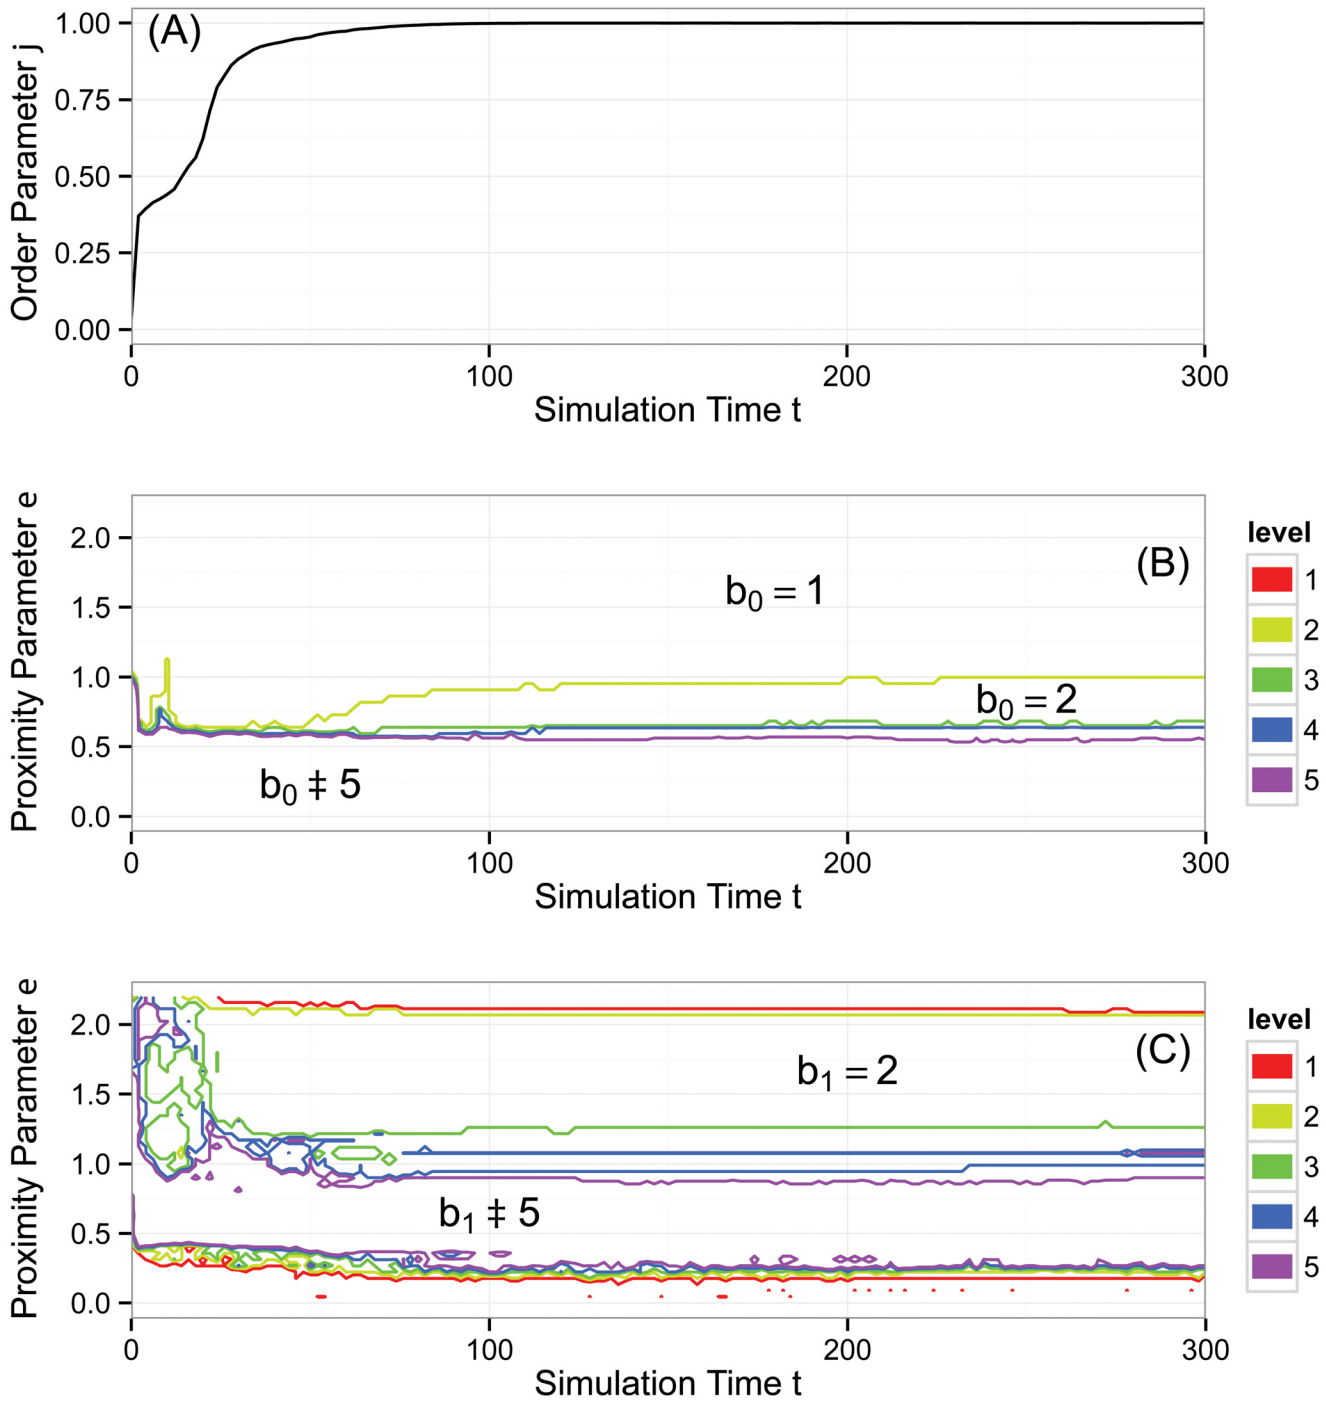 (A)
Order Parameter j
1.00
0.75
0.50
0.25
0.00
0 100 200 300
Simulation Time t
(B)
Proximity Parameter e
2.0
1.5
1.0
0.5
0.0
b0 = 1
b0 = 2
b0 ‡ 5
0 100 200 300
Simulation Time t
level
1
2
3
4
5
(C)
Proximity Parameter e
2.0
1.5
1.0
0.5
0.0
b1 = 2
b1 ‡ 5
0 100 200 300
Simulation Time t
level
1
2
3
4
5